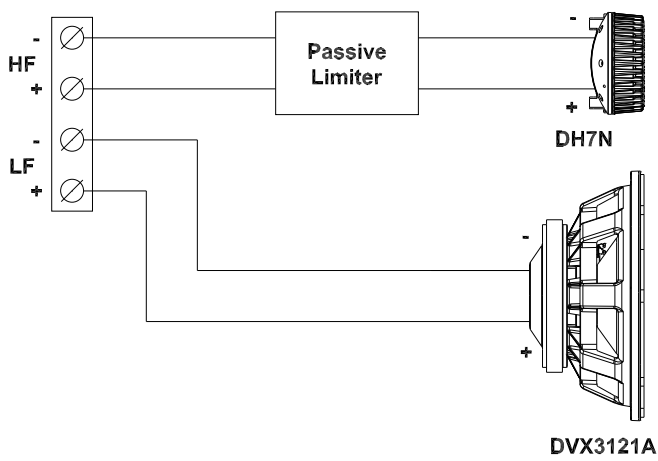 -
HF
+
-
LF
+
Passive
Limiter
-
+
DH7N
-
+
DVX3121A